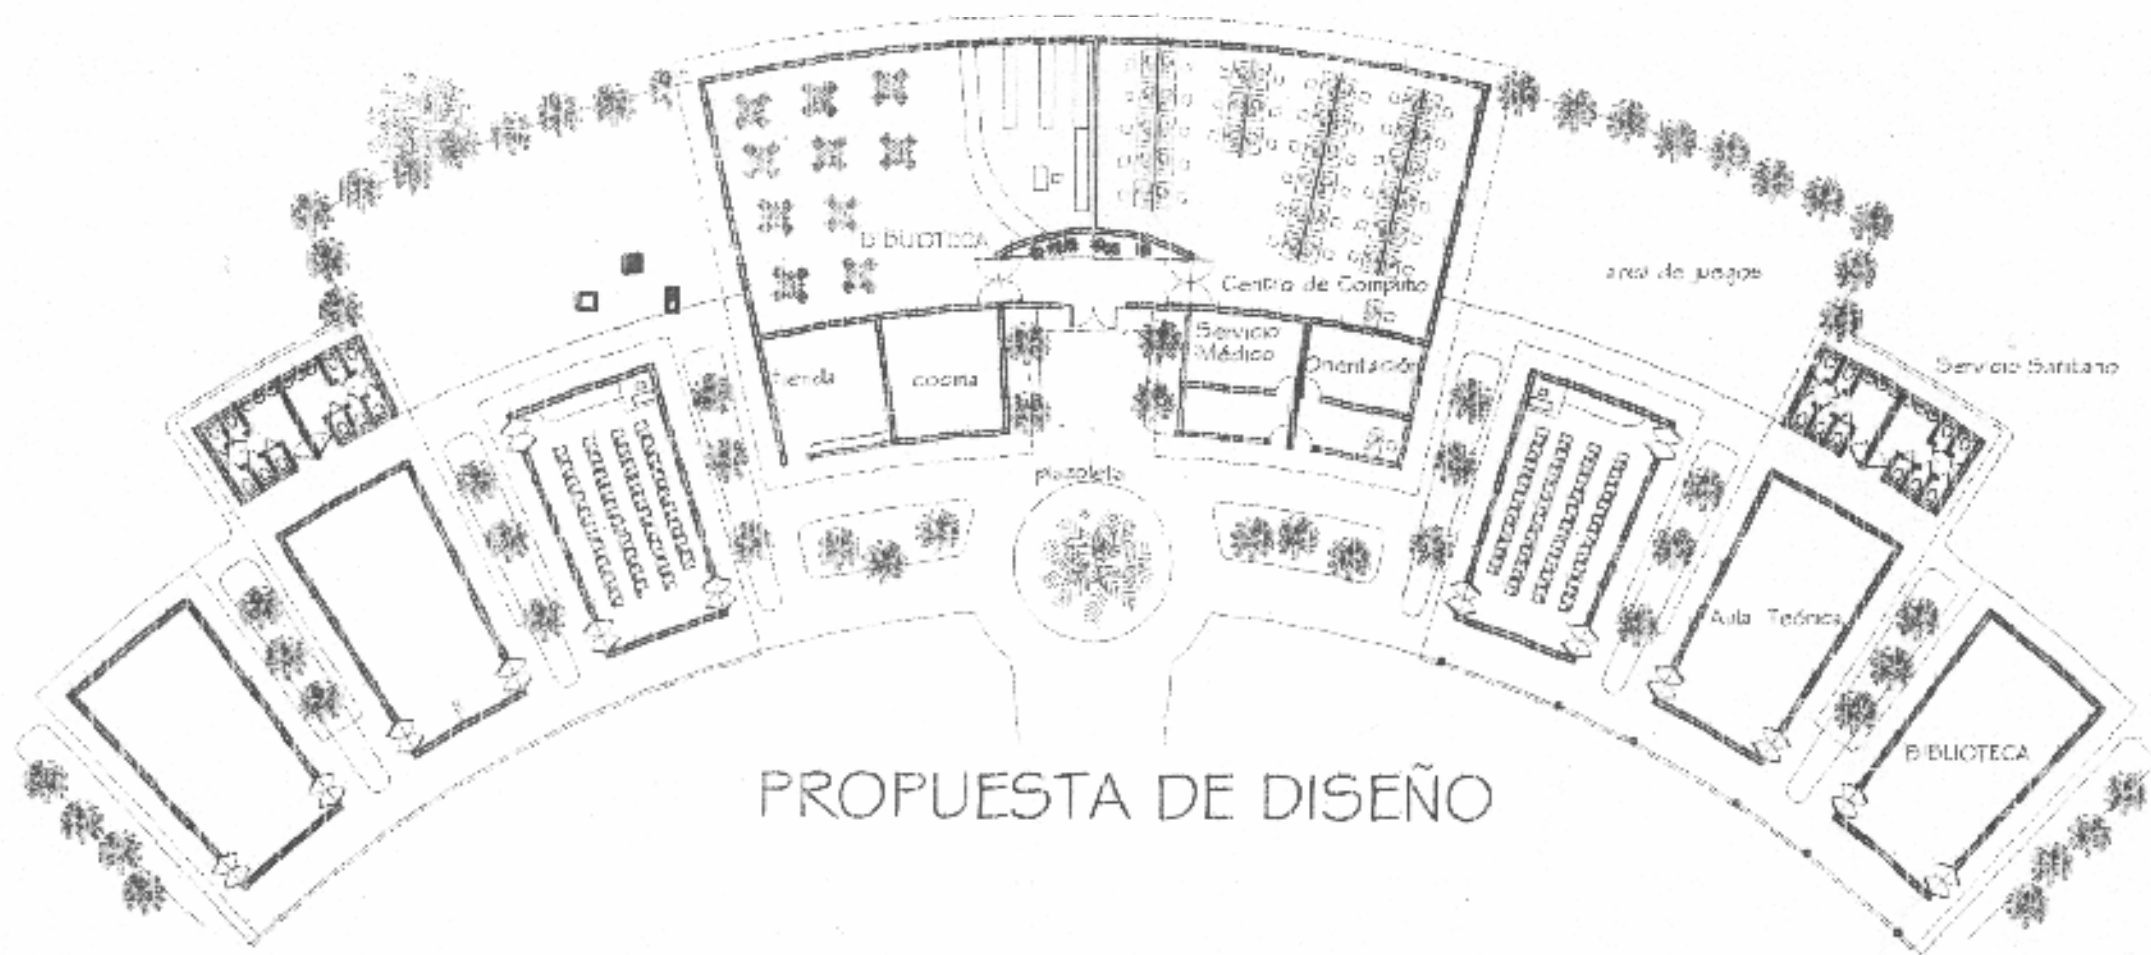 BIBLIOTECA
Centro de Computo
area de juegos
Servicio
Médico
Orientación
tienda
cocina
Servicio Sanitario
plazoleta
Aula Teórica
BIBLIOTECA
PROPUESTA DE DISEÑO